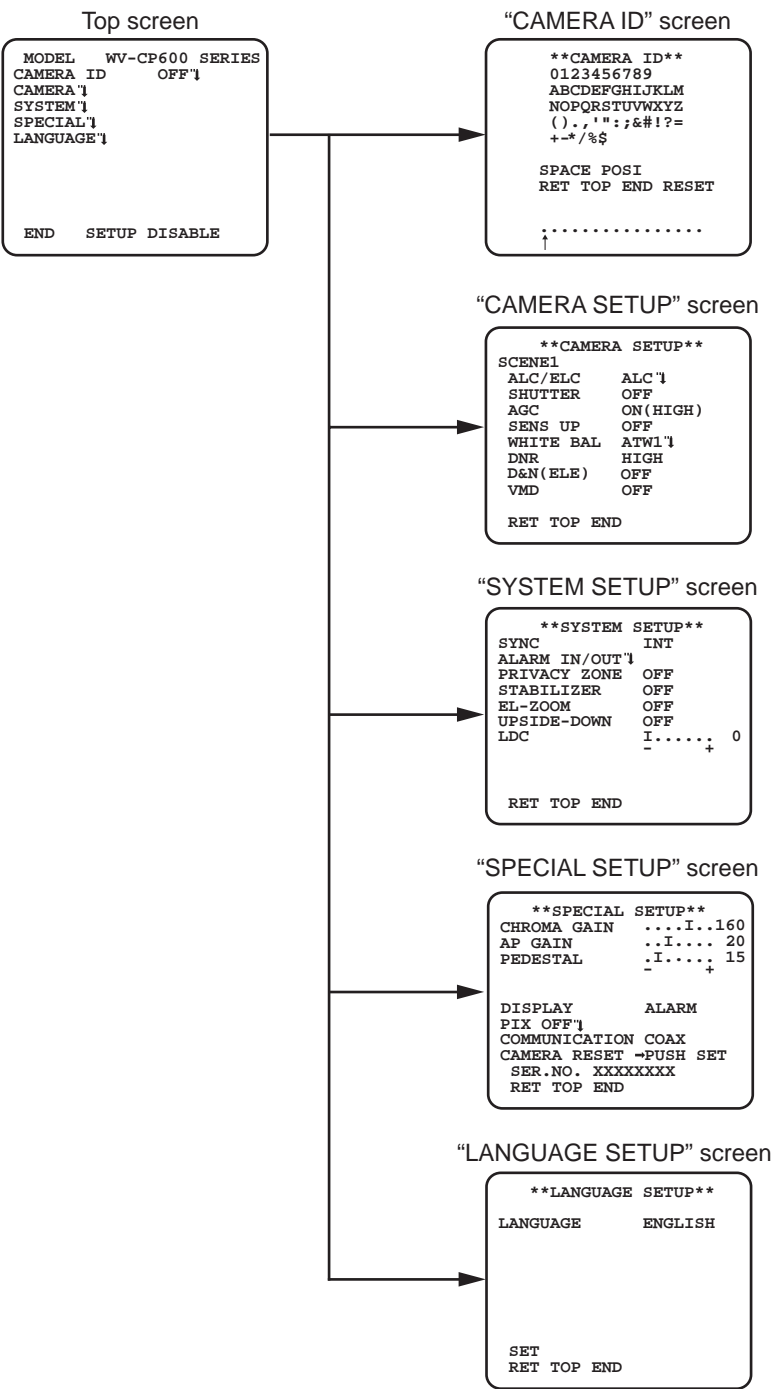 Top screen
MODEL WV-CP600 SERIES
CAMERA ID OFF
CAMERA
SYSTEM
SPECIAL
LANGUAGE
END SETUP DISABLE
“CAMERA ID” screen
**CAMERA ID**
0123456789
ABCDEFGHIJKLM
NOPQRSTUVWXYZ
().,'":;&#!?=
+-*/%$
SPACE POSI
RET TOP END RESET
................
↑
“CAMERA SETUP” screen
**CAMERA SETUP**
SCENE1
ALC/ELC ALC
SHUTTER OFF
AGC ON(HIGH)
SENS UP OFF
WHITE BAL ATW1
DNR HIGH
D&N(ELE) OFF
VMD OFF
RET TOP END
“SYSTEM SETUP” screen
**SYSTEM SETUP**
SYNC INT
ALARM IN/OUT
PRIVACY ZONE OFF
STABILIZER OFF
EL-ZOOM OFF
UPSIDE-DOWN OFF
LDC I...... 0
- +
RET TOP END
“SPECIAL SETUP” screen
**SPECIAL SETUP**
CHROMA GAIN ....I..160
AP GAIN ..I.... 20
PEDESTAL .I..... 15
- +
DISPLAY ALARM
PIX OFF
COMMUNICATION COAX
CAMERA RESET →PUSH SET
SER.NO. XXXXXXXX
RET TOP END
“LANGUAGE SETUP” screen
**LANGUAGE SETUP**
LANGUAGE ENGLISH
SET
RET TOP END